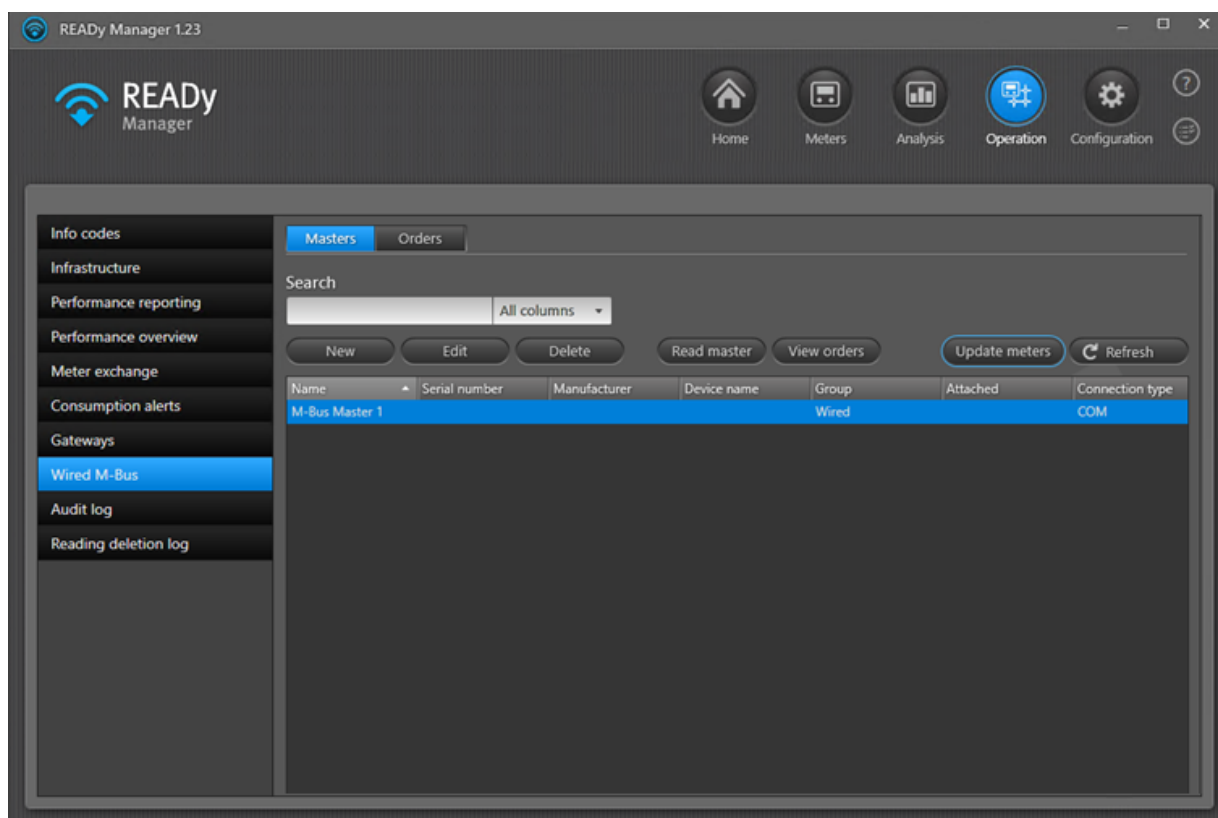 READy Manager 1.23
READy
Manager
Home Meters Analysis Operation Configuration
?
Info codes
Infrastructure
Performance reporting
Performance overview
Meter exchange
Consumption alerts
Gateways
Wired M-Bus
Audit log
Reading deletion log
Masters Orders
Search
All columns
New Edit Delete Read master View orders Update meters Refresh
Name Serial number Manufacturer Device name Group Attached Connection type
M-Bus Master 1 Wired COM